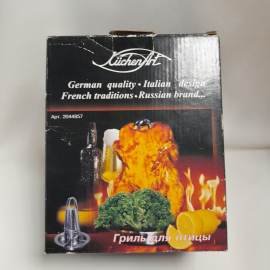 KüchenArt
German quality • Italian design
French traditions • Russian brand...
Арт. 2044857
Гриль для птицы